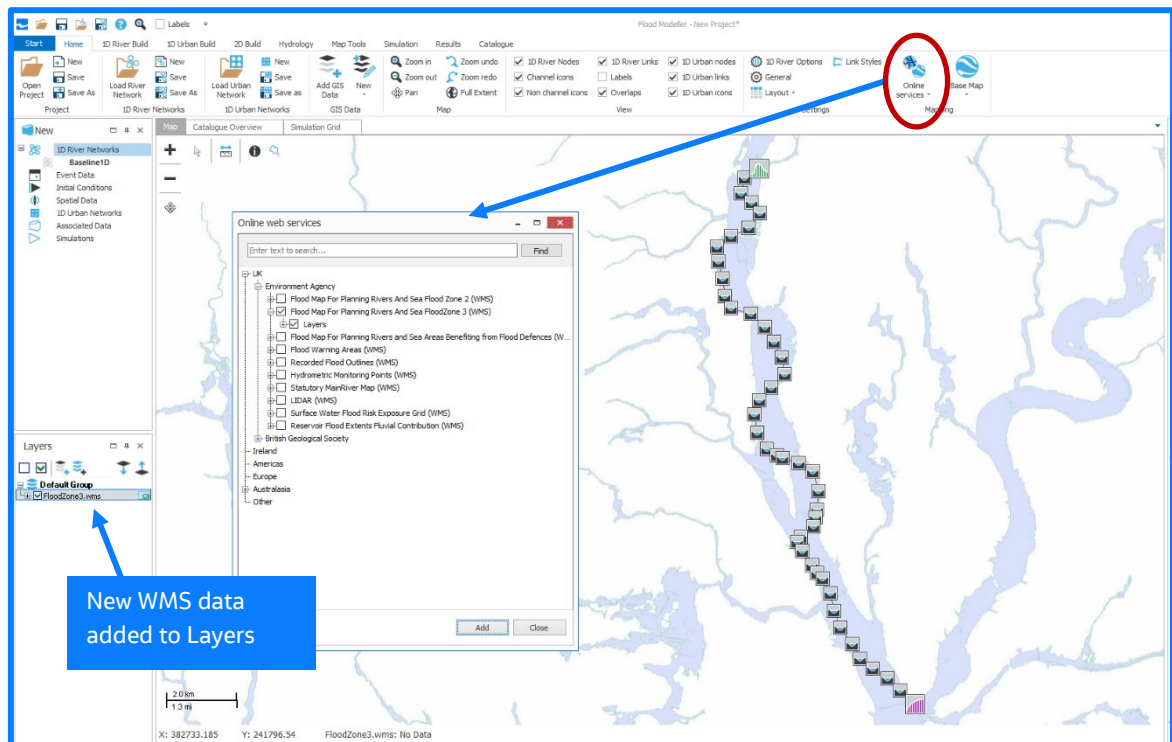 Labels
Flood Modeller - New Project*
Start Home 1D River Build 1D Urban Build 2D Build Hydrology Map Tools Simulation Results Catalogue
Open Project
New
Save
Save As
Project
Load River Network
New
Save
Save As
1D River Networks
Load Urban Network
New
Save
Save as
1D Urban Networks
Add GIS Data
New
GIS Data
Zoom in
Zoom out
Pan
Zoom undo
Zoom redo
Full Extent
Map
1D River Nodes
Channel icons
Non channel icons
1D River Links
Labels
Overlaps
1D Urban nodes
1D Urban links
1D Urban icons
View
1D River Options
General
Layout
Link Styles
Online services
Base Map
New
1D River Networks
Baseline1D
Event Data
Initial Conditions
Spatial Data
1D Urban Networks
Associated Data
Simulations
Map Catalogue Overview Simulation Grid
Online web services
Enter text to search...
Find
UK
Environment Agency
Flood Map For Planning Rivers And Sea Flood Zone 2 (WMS)
Flood Map For Planning Rivers And Sea FloodZone 3 (WMS)
Layers
Flood Map For Planning Rivers and Sea Areas Benefiting from Flood Defences (W...
Flood Warning Areas (WMS)
Recorded Flood Outlines (WMS)
Hydrometric Monitoring Points (WMS)
Statutory MainRiver Map (WMS)
LIDAR (WMS)
Surface Water Flood Risk Exposure Grid (WMS)
Reservoir Flood Extents Fluvial Contribution (WMS)
British Geological Society
Ireland
Americas
Europe
Australasia
Other
Add
Close
Layers
Default Group
FloodZone3.wms
New WMS data
added to Layers
2.0 km
1.3 mi
X: 382733.185 Y: 241796.54 FloodZone3.wms: No Data